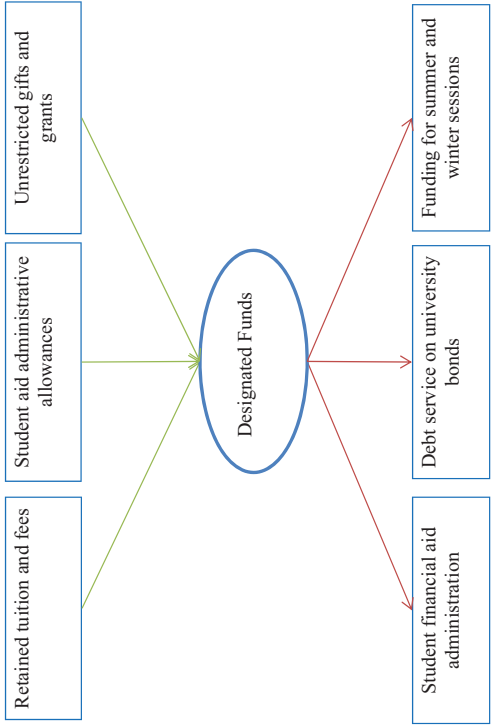 Retained tuition and fees
Student aid administrative
allowances
Unrestricted gifts and
grants
Designated Funds
Student financial aid
administration
Debt service on university
bonds
Funding for summer and
winter sessions